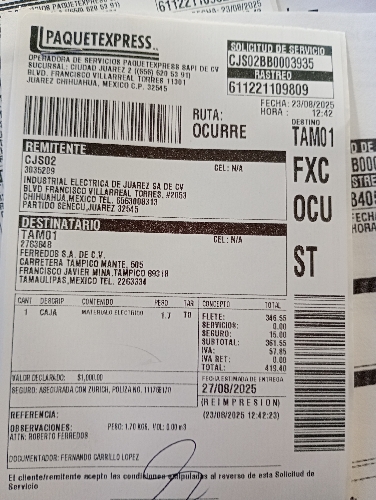 PAQUETEXPRESS
OPERADORA DE SERVICIOS PAQUETEXPRESS SAPI DE CV
SUCURSAL: CIUDAD JUAREZ 2 ((656) 620 53 91)
BLVD. FRANCISCO VILLARREAL TORRES 11301
JUAREZ CHIHUAHUA, MEXICO C.P. 32545
SOLICITUD DE SERVICIO
CJS02BB0003935
RASTREO
611221109809
FECHA: 23/08/2025
HORA : 12:42
RUTA:
OCURRE
DESTINO
TAM01
FXC
OCU
ST
REMITENTE
CJS02 CEL: N/A
3035209
INDUSTRIAL ELECTRICA DE JUAREZ SA DE CV
BLVD FRANCISCO VILLARREAL TORRES, #2053
CHIHUAHUA,MEXICO TEL. 6563009313
PARTIDO SENECU,JUAREZ 32545
DESTINATARIO
TAM01 CEL: N/A
2763848
FERREDOS S.A. DE C.V.
CARRETERA TAMPICO MANTE, 505
FRANCISCO JAVIER MINA,TAMPICO 89318
TAMAULIPAS,MEXICO TEL. 2263334
CANT DESCRIP CONTENIDO PESO TAR
1 CAJA MATERIALO ELECTRICO 1.7 T0
CONCEPTO TOTAL
FLETE: 346.55
SERVICIOS: 0.00
SEGURO: 15.00
SUBTOTAL: 361.55
IVA: 57.85
IVA RET: 0.00
TOTAL: 419.40
VALOR DECLARADO: $1,000.00
SEGURO: ASEGURADA CON ZURICH, POLIZA NO.
FECHA ESTIMADA DE ENTREGA
27/08/2025
(REIMPRESION)
(23/08/2025 12:42:23)
REFERENCIA:
OBSERVACIONES: PESO: 1.70 KGS, VOL: 0.00 m3
ATTN: ROBERTO FERREDOS
DOCUMENTADOR: FERNANDO CARRILLO LOPEZ
El cliente/remitente acepta las condiciones estipuladas al reverso de esta Solicitud de
Servicio